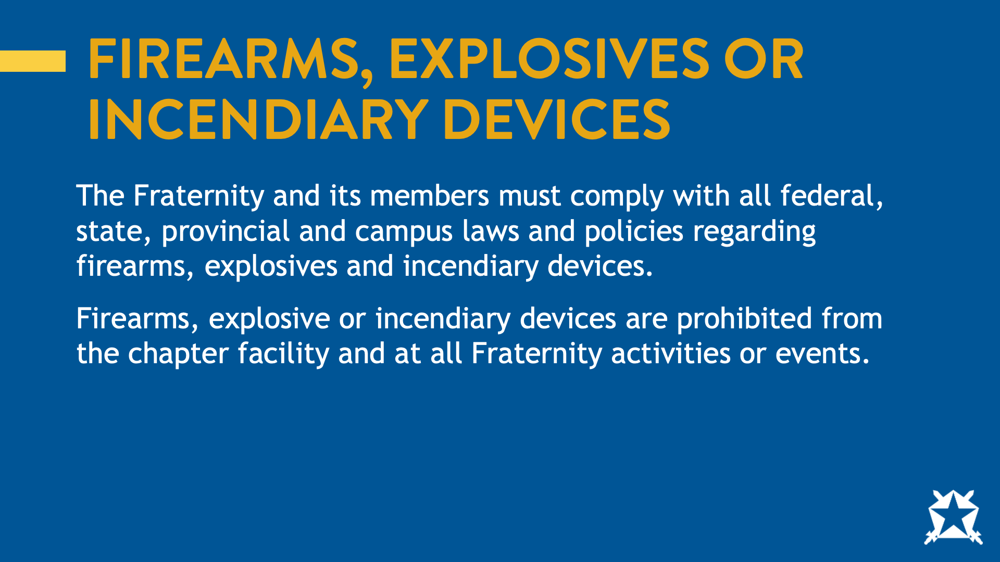 FIREARMS, EXPLOSIVES OR
INCENDIARY DEVICES
The Fraternity and its members must comply with all federal,
state, provincial and campus laws and policies regarding
firearms, explosives and incendiary devices.
Firearms, explosive or incendiary devices are prohibited from
the chapter facility and at all Fraternity activities or events.